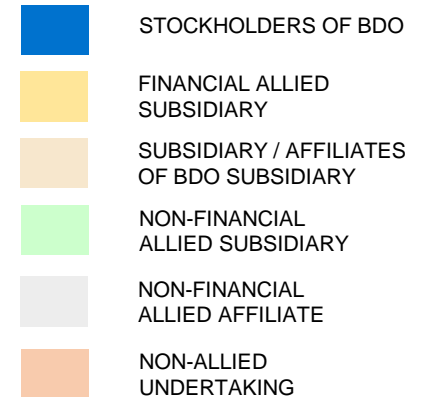 STOCKHOLDERS OF BDO
FINANCIAL ALLIED
SUBSIDIARY
SUBSIDIARY / AFFILIATES
OF BDO SUBSIDIARY
NON-FINANCIAL
ALLIED SUBSIDIARY
NON-FINANCIAL
ALLIED AFFILIATE
NON-ALLIED
UNDERTAKING